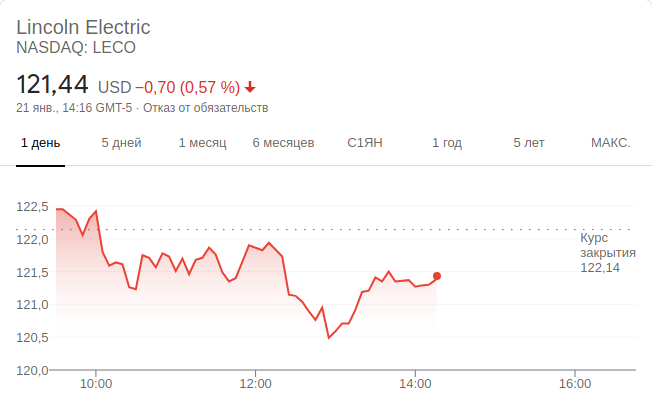 Lincoln Electric
NASDAQ: LECO
121,44 USD −0,70 (0,57 %)
21 янв., 14:16 GMT-5 · Отказ от обязательств
1 день 5 дней 1 месяц 6 месяцев С1ЯН 1 год 5 лет МАКС.
122,5
122,0
121,5
121,0
120,5
120,0
Курс
закрытия
122,14
10:00 12:00 14:00 16:00